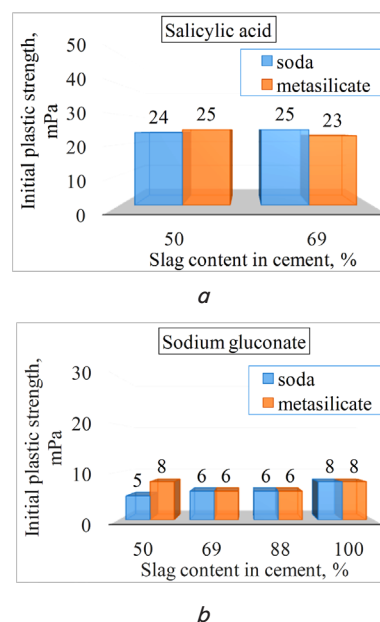 Salicylic acid
Initial plastic strength,
mPa
50
40
30
20
10
0
soda
metasilicate
24
25
25
23
50
69
Slag content in cement, %
a
Sodium gluconate
Initial plastic strength,
mPa
30
20
10
0
soda
metasilicate
5
8
6
6
6
6
8
8
50
69
88
100
Slag content in cement, %
b